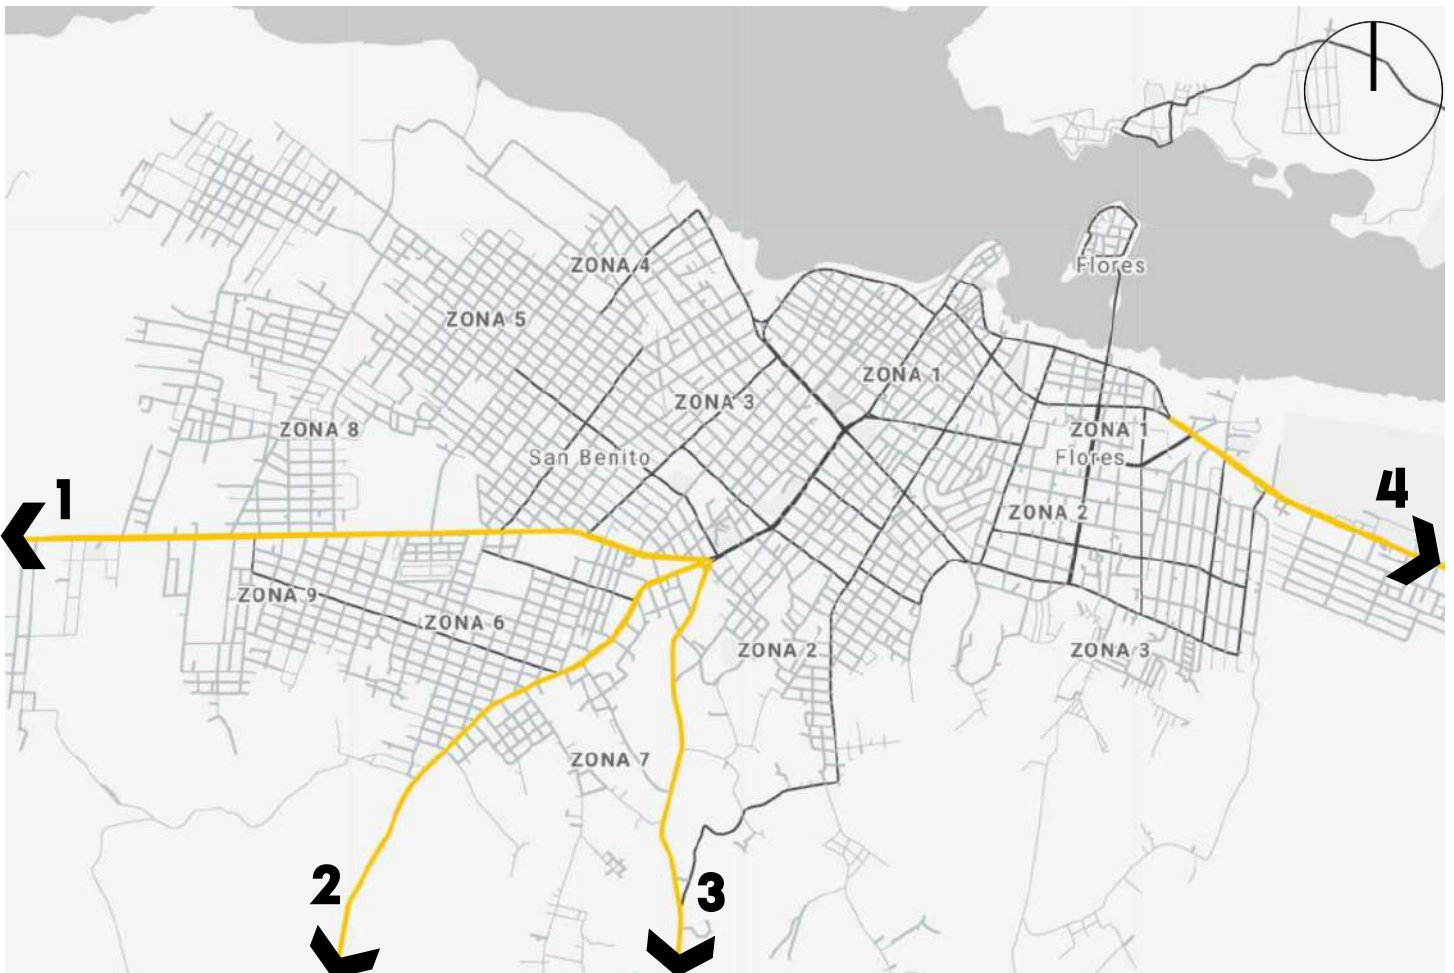 ZONA 4
Flores
ZONA 5
ZONA 1
ZONA 3
ZONA 8
ZONA 1
San Benito
Flores
1
4
ZONA 2
ZONA 9
ZONA 6
ZONA 2
ZONA 3
ZONA 7
2
3